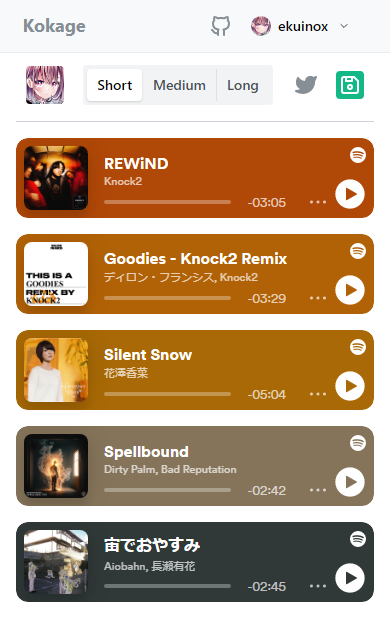 Kokage
ekuinox
Short Medium Long
REWiND
Knock2
-03:05
THIS IS A
GOODIES
REMIX BY
KNOCK2
Goodies - Knock2 Remix
ディロン・フランシス, Knock2
-03:29
Silent Snow
花澤香菜
-05:04
Spellbound
Dirty Palm, Bad Reputation
-02:42
宙でおやすみ
Aiobahn, 長瀬有花
-02:45